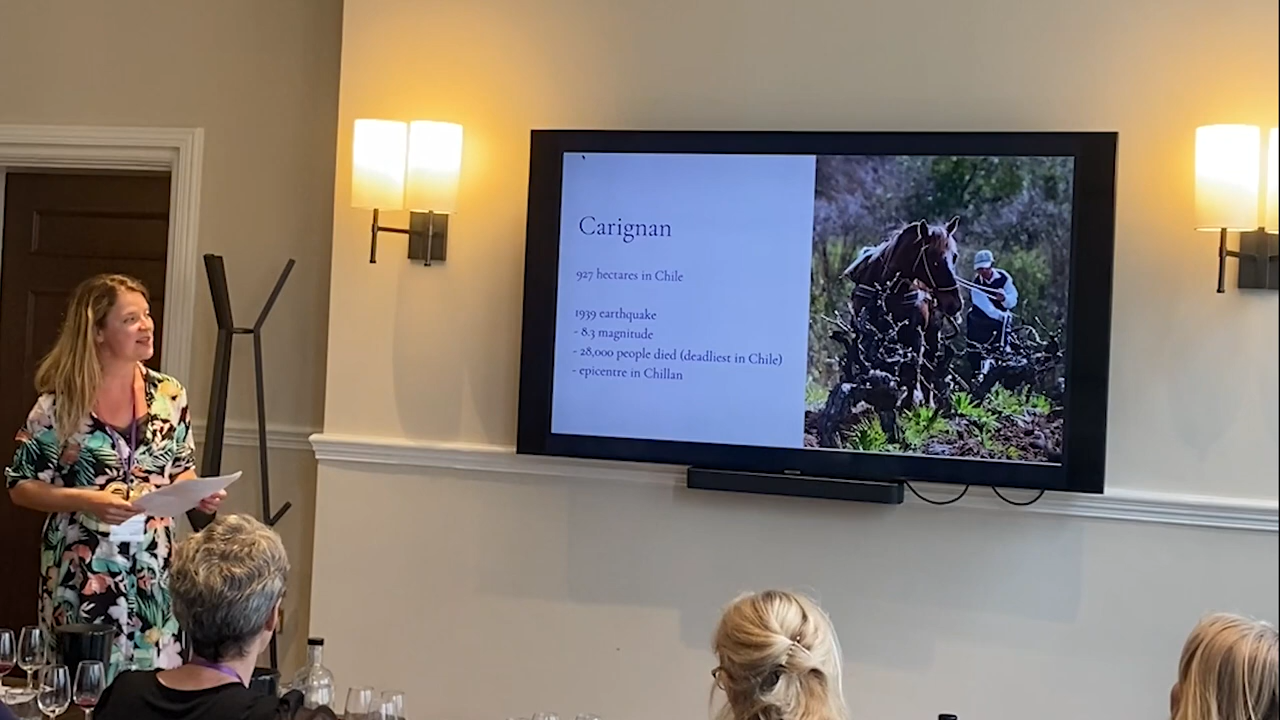 Carignan
927 hectares in Chile
1939 earthquake
- 8.3 magnitude
- 28,000 people died (deadliest in Chile)
- epicentre in Chillan